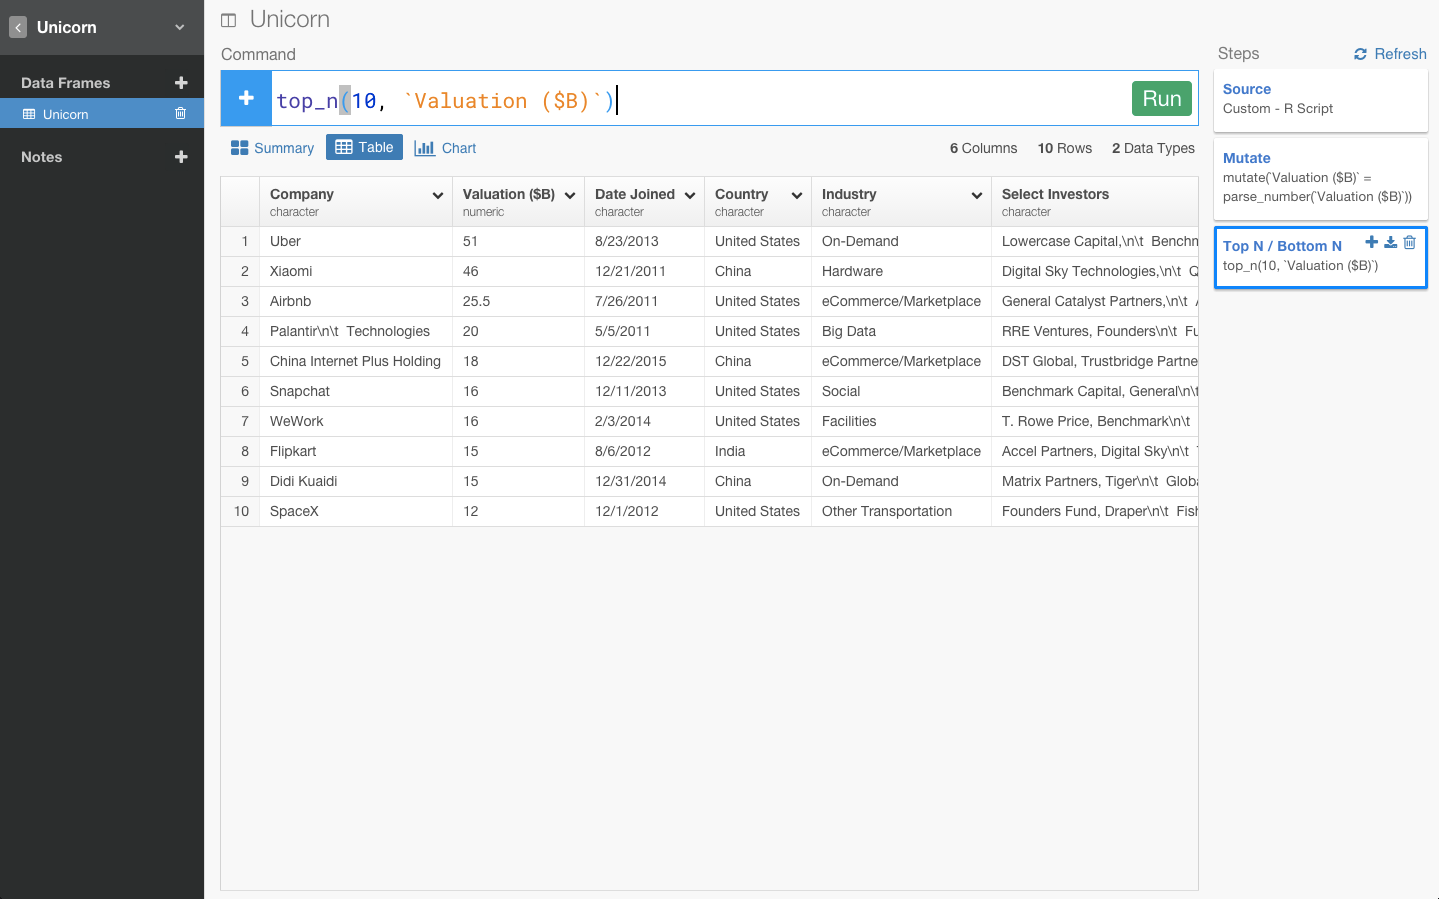 Unicorn
Data Frames
Unicorn
Notes
Unicorn
Command
top_n(10, `Valuation ($B)`)
Run
Summary Table Chart 6 Columns 10 Rows 2 Data Types
Company Valuation ($B) Date Joined Country Industry Select Investors
character numeric character character character character
1 Uber 51 8/23/2013 United States On-Demand Lowercase Capital,\n\t Benchn
2 Xiaomi 46 12/21/2011 China Hardware Digital Sky Technologies,\n\t Q
3 Airbnb 25.5 7/26/2011 United States eCommerce/Marketplace General Catalyst Partners,\n\t
4 Palantir\n\t Technologies 20 5/5/2011 United States Big Data RRE Ventures, Founders\n\t Fu
5 China Internet Plus Holding 18 12/22/2015 China eCommerce/Marketplace DST Global, Trustbridge Partne
6 Snapchat 16 12/11/2013 United States Social Benchmark Capital, General\n\t
7 WeWork 16 2/3/2014 United States Facilities T. Rowe Price, Benchmark\n\t
8 Flipkart 15 8/6/2012 India eCommerce/Marketplace Accel Partners, Digital Sky\n\t
9 Didi Kuaidi 15 12/31/2014 China On-Demand Matrix Partners, Tiger\n\t Globa
10 SpaceX 12 12/1/2012 United States Other Transportation Founders Fund, Draper\n\t Fish
Steps Refresh
Source
Custom - R Script
Mutate
mutate(`Valuation ($B)` =
parse_number(`Valuation ($B)`))
Top N / Bottom N
top_n(10, `Valuation ($B)`)